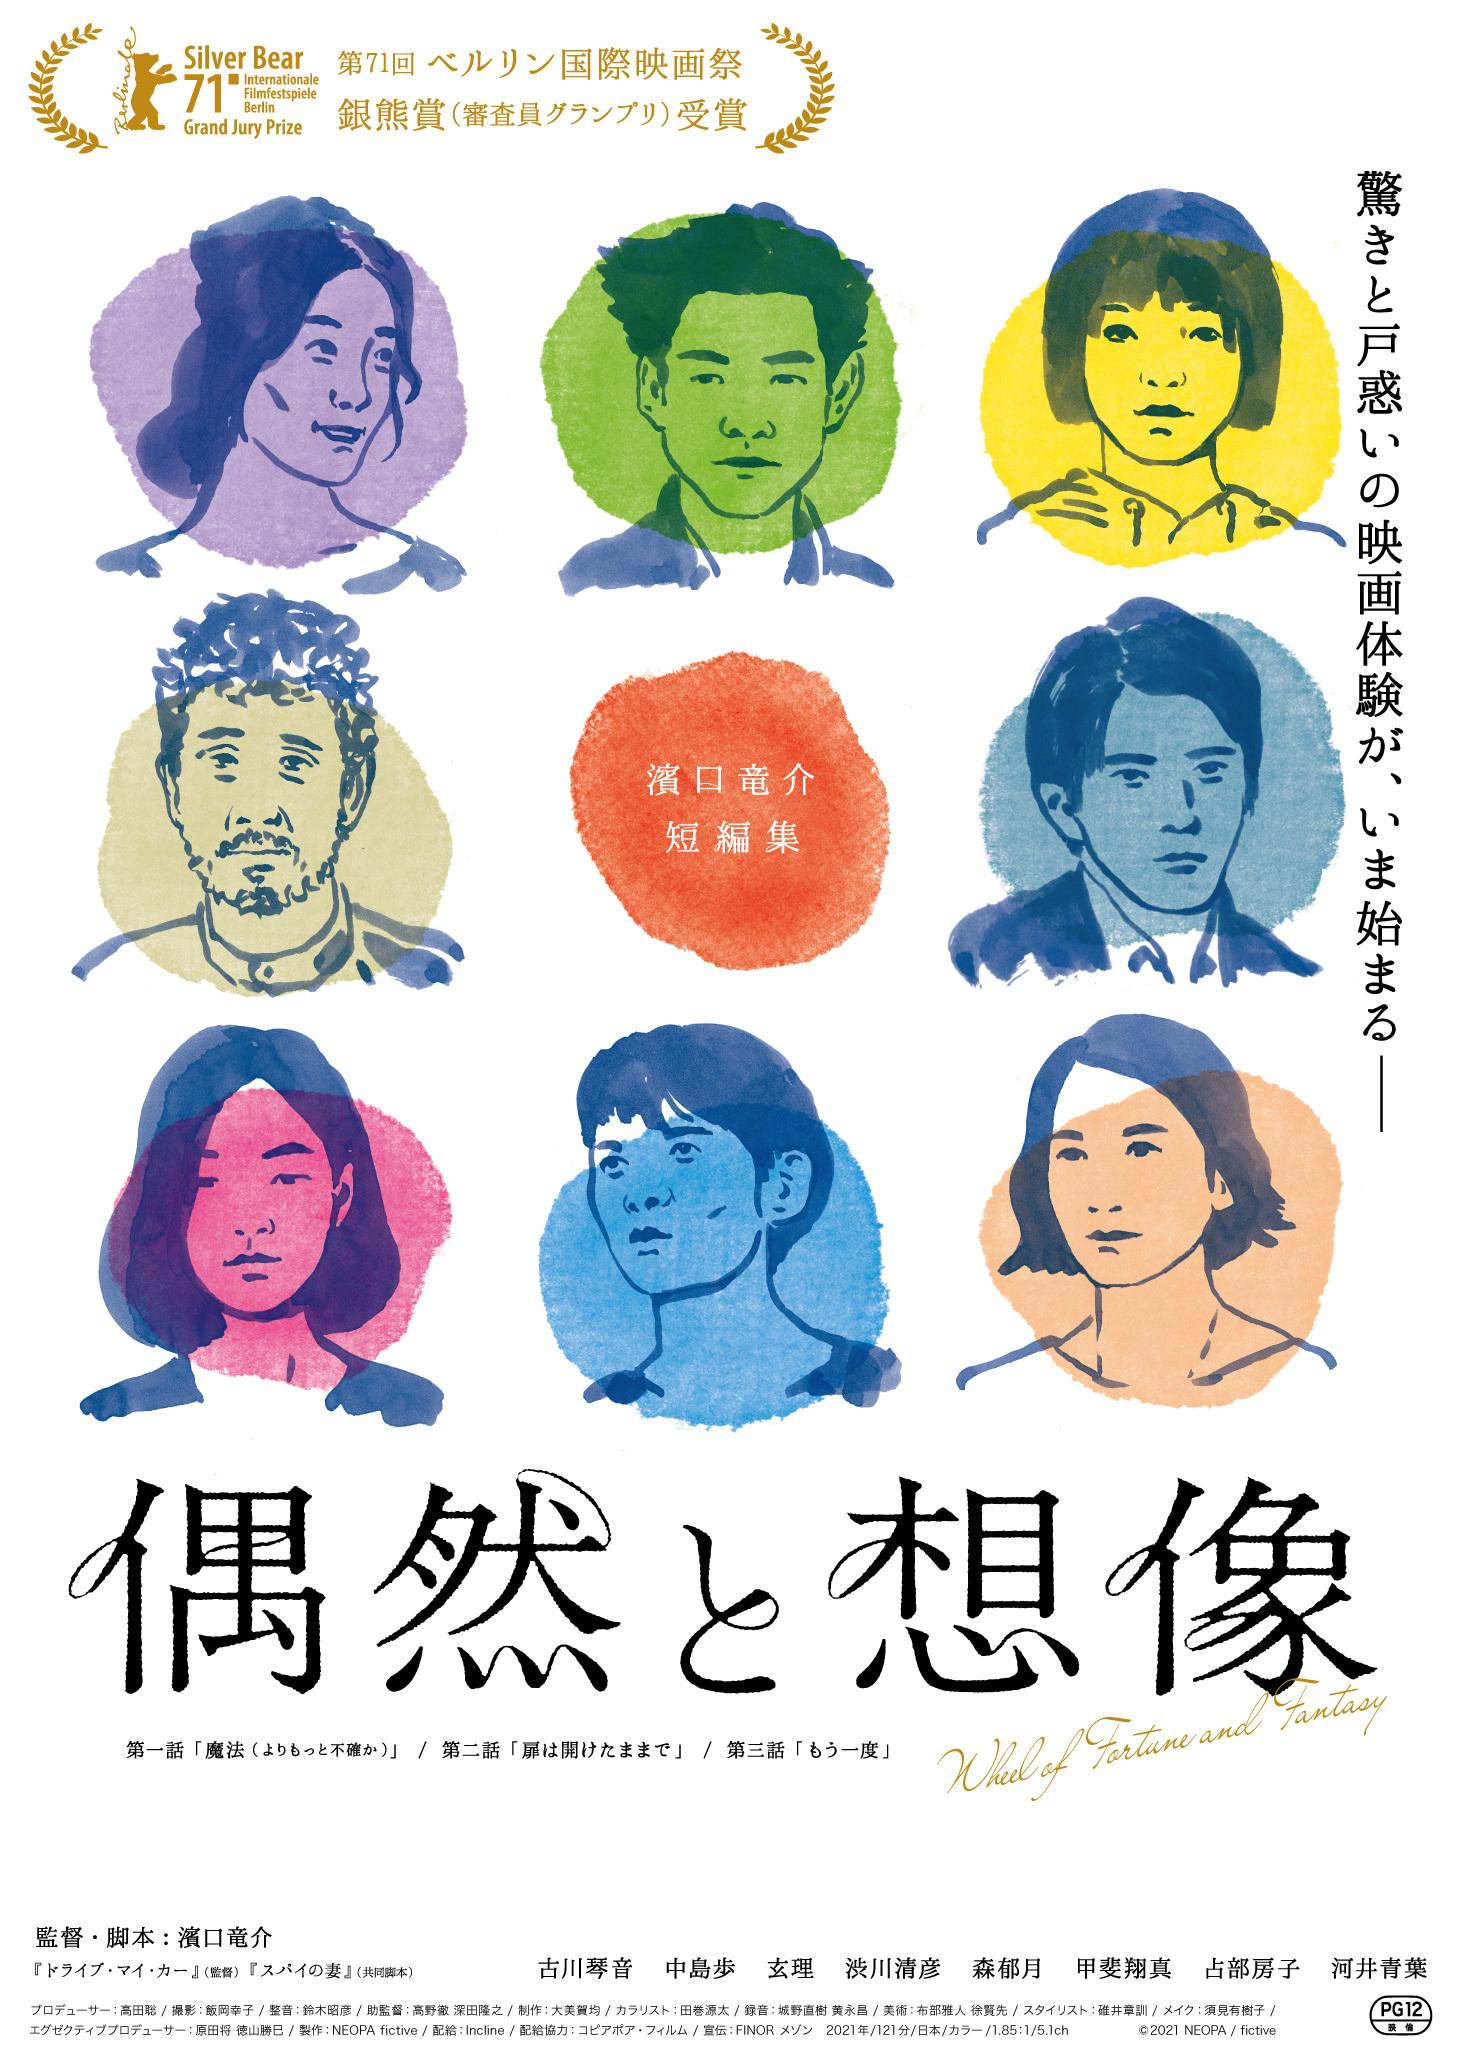 Berlinale
Silver Bear
71
Internationale
Filmfestspiele
Berlin
Grand Jury Prize
第71回 ベルリン国際映画祭
銀熊賞（審査員グランプリ）受賞
驚きと戸惑いの映画体験が、いま始まる──
濱口竜介
短編集
偶然と想像
Wheel of Fortune and Fantasy
第一話「魔法（よりもっと不確か）」 / 第二話「扉は開けたままで」 / 第三話「もう一度」
監督・脚本：濱口竜介
『ドライブ・マイ・カー』（監督）『スパイの妻』（共同脚本）
古川琴音 中島歩 玄理 渋川清彦 森郁月 甲斐翔真 占部房子 河井青葉
プロデューサー：高田聡 / 撮影：飯岡幸子 / 整音：鈴木昭彦 / 助監督：高野徹 深田隆之 / 制作：大美賀均 / カラリスト：田巻源太 / 録音：城野直樹 黄永昌 / 美術：布部雅人 徐賢先 / スタイリスト：碓井章訓 / メイク：須見有樹子 /
エグゼクティブプロデューサー：原田将 徳山勝巳 / 製作：NEOPA fictive / 配給：Incline / 配給協力：コピアポア・フィルム / 宣伝：FINOR メゾン 2021年/121分/日本/カラー/1.85：1/5.1ch ©2021 NEOPA / fictive
PG12
映倫